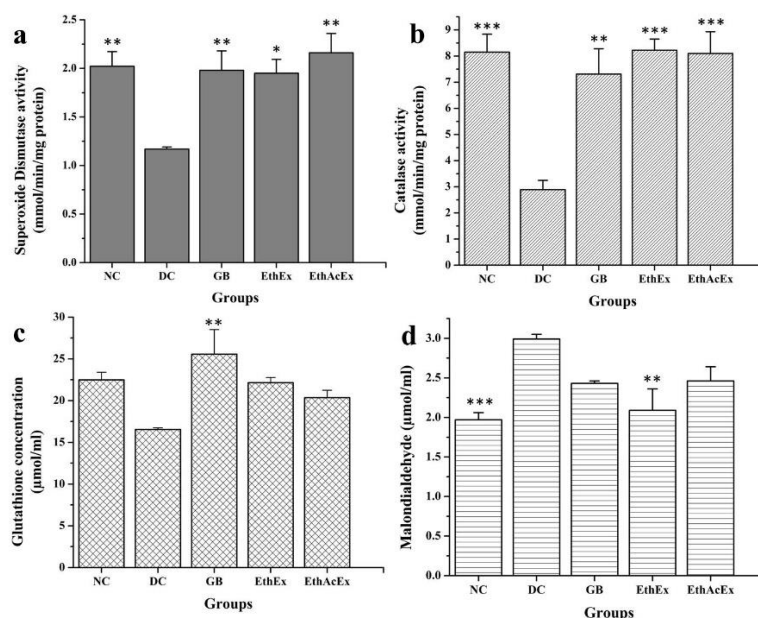 a
Superoxide Dismutase avtivity
(mmol/min/mg protein)
2.5
2.0
1.5
1.0
0.5
0.0
** ** * **
NC DC GB EthEx EthAcEx
Groups
b
Catalase activity
(mmol/min/mg protein)
9
8
7
6
5
4
3
2
1
0
*** ** *** ***
NC DC GB EthEx EthAcEx
Groups
c
Glutathione concentration
(µmol/ml)
30
25
20
15
10
5
0
**
NC DC GB EthEx EthAcEx
Groups
d
Malondialdehyde (µmol/ml)
3.0
2.5
2.0
1.5
1.0
0.5
0.0
*** **
NC DC GB EthEx EthAcEx
Groups